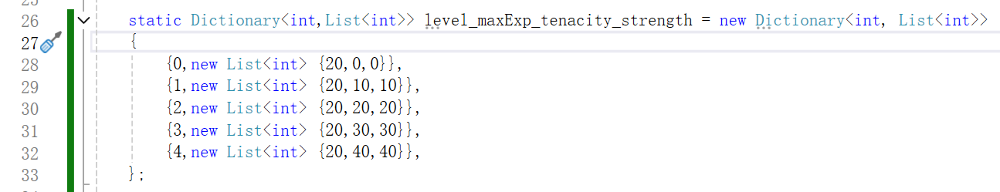 26 static Dictionary<int,List<int>> level_maxExp_tenacity_strength = new Dictionary<int, List<int>>
27 {
28 {0,new List<int> {20,0,0}},
29 {1,new List<int> {20,10,10}},
30 {2,new List<int> {20,20,20}},
31 {3,new List<int> {20,30,30}},
32 {4,new List<int> {20,40,40}},
33 };